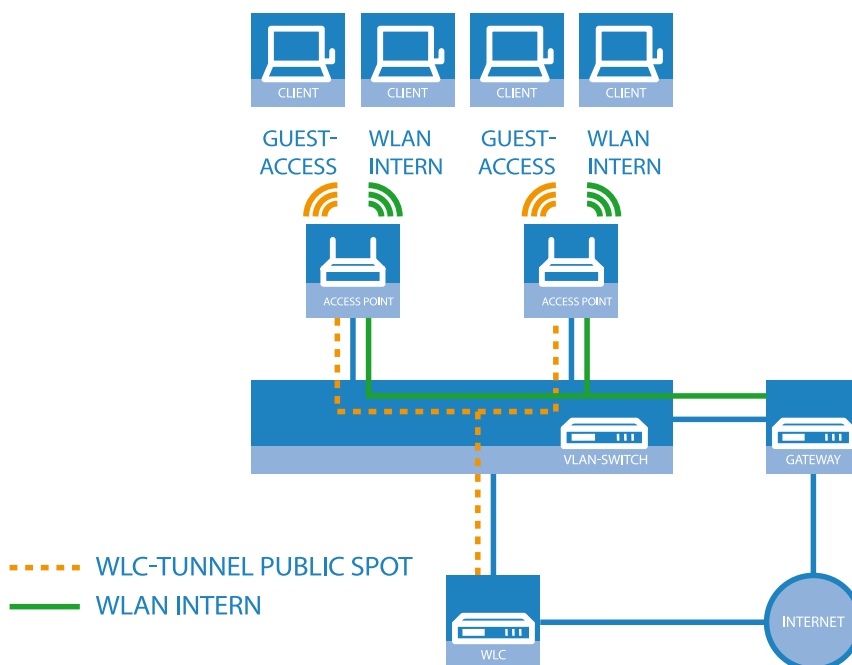 CLIENT
CLIENT
CLIENT
CLIENT
GUEST-
ACCESS
WLAN
INTERN
GUEST-
ACCESS
WLAN
INTERN
ACCESS POINT
ACCESS POINT
VLAN-SWITCH
GATEWAY
WLC-TUNNEL PUBLIC SPOT
WLAN INTERN
INTERNET
WLC